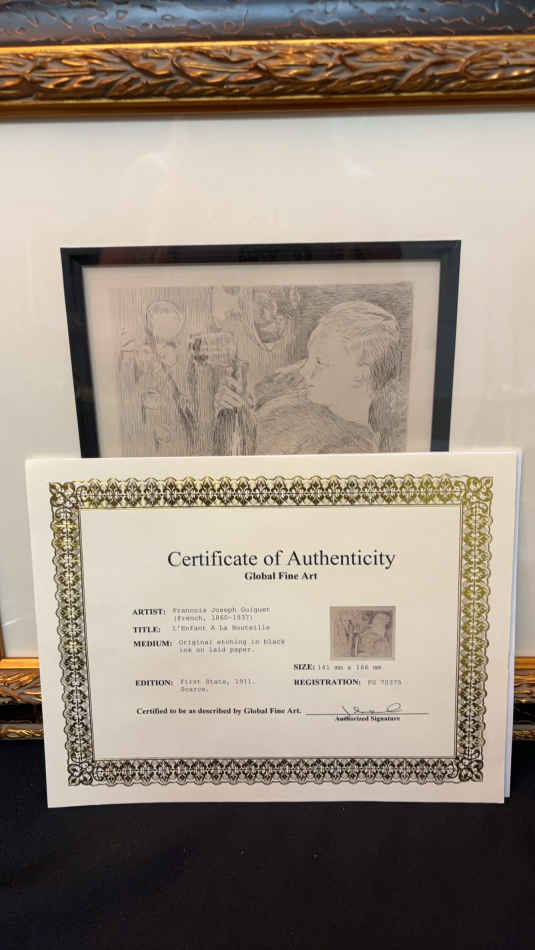 Certificate of Authenticity
Global Fine Art
ARTIST: Francois Joseph Guiguet
(French, 1860-1937)
TITLE: L'Enfant A La Bouteille
MEDIUM: Original etching in black
ink on laid paper.
SIZE: 141 mm x 166 mm
EDITION: First State, 1911.
Scarce.
REGISTRATION: FG 70375
Certified to be as described by Global Fine Art.
Authorized Signature